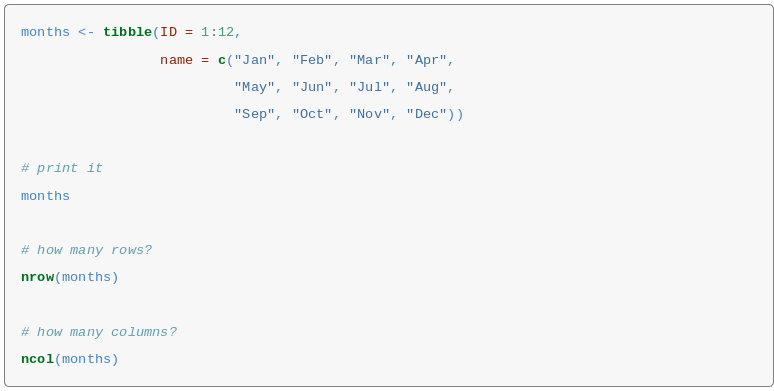 months <- tibble(ID = 1:12,
                 name = c("Jan", "Feb", "Mar", "Apr",
                          "May", "Jun", "Jul", "Aug",
                          "Sep", "Oct", "Nov", "Dec"))
# print it
months
# how many rows?
nrow(months)
# how many columns?
ncol(months)